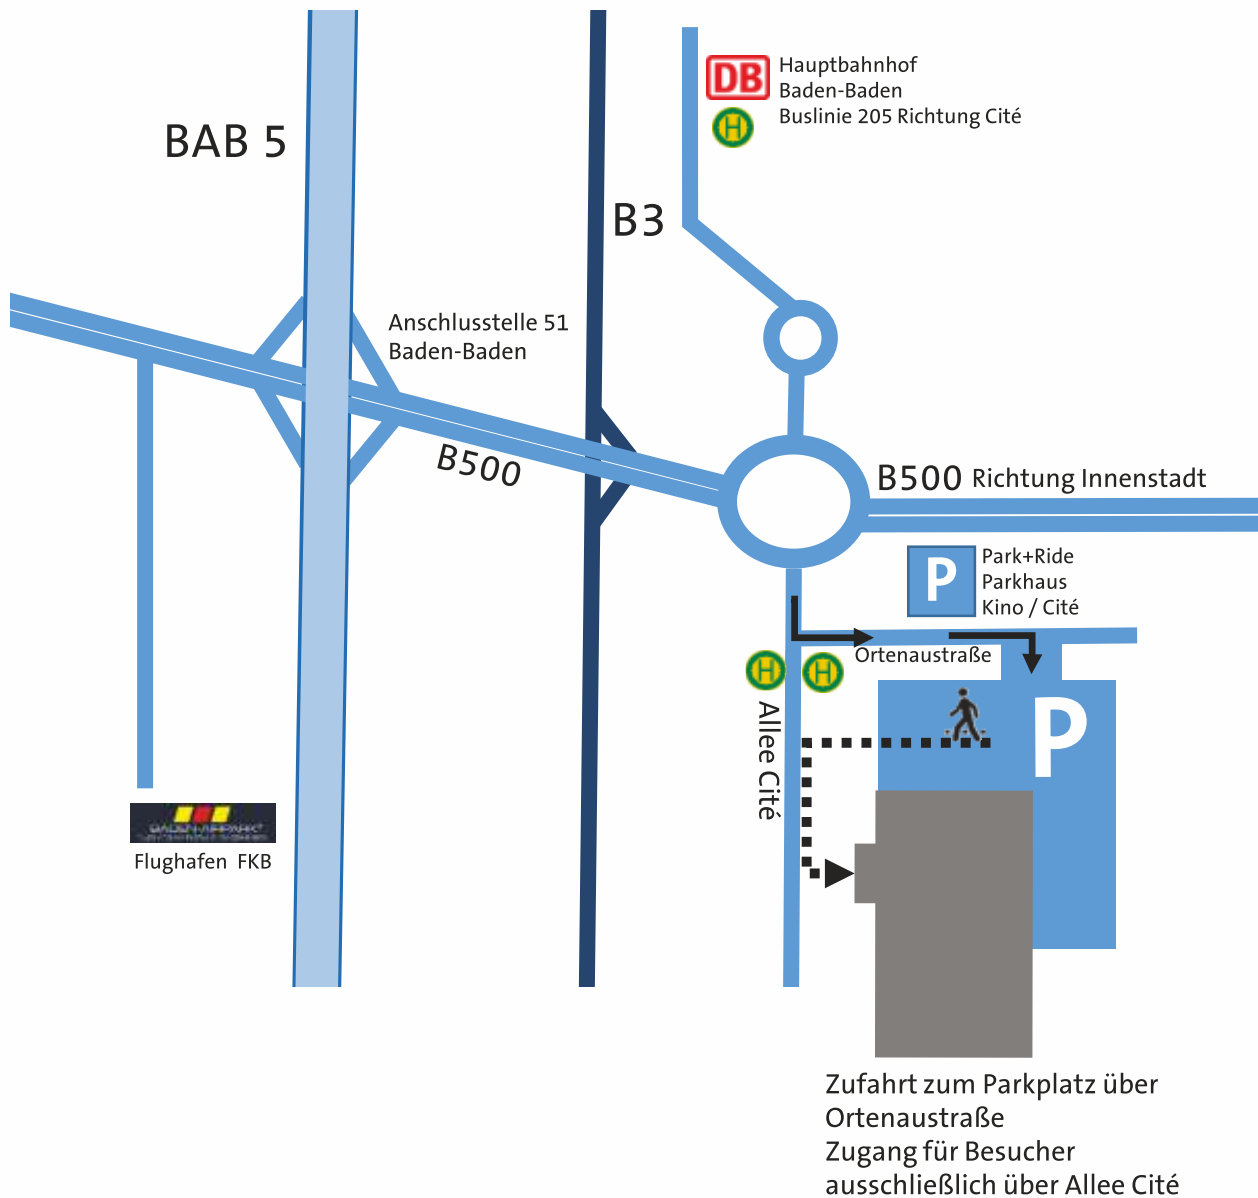 DB
Hauptbahnhof
Baden-Baden
Buslinie 205 Richtung Cité
H
BAB 5
B3
Anschlusstelle 51
Baden-Baden
B500
B500 Richtung Innenstadt
P
Park+Ride
Parkhaus
Kino / Cité
Ortenaustraße
H
H
Allee Cité
P
BADEN-AIRPARK
Flughafen FKB
Zufahrt zum Parkplatz über
Ortenaustraße
Zugang für Besucher
ausschließlich über Allee Cité